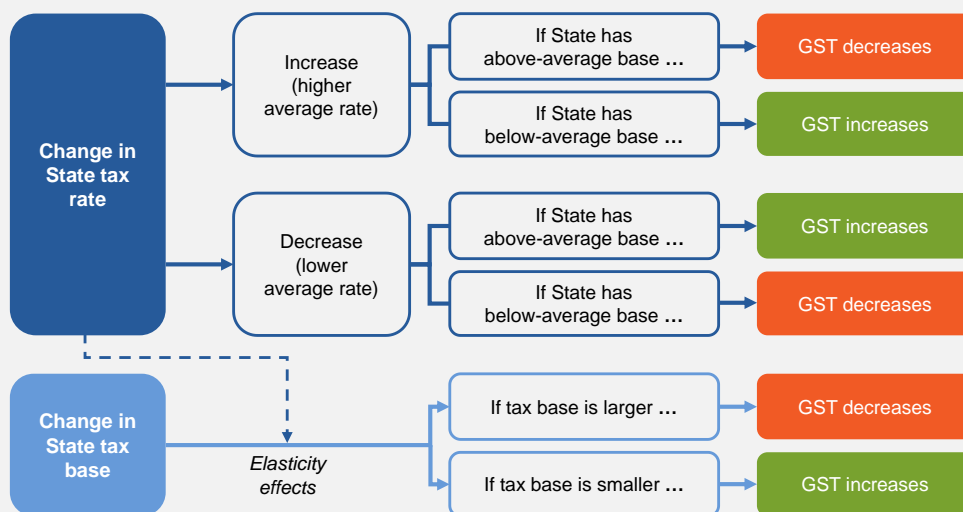 Change in
State tax
rate
Increase
(higher
average rate)
If State has
above-average base ...
GST decreases
If State has
below-average base ...
GST increases
Decrease
(lower
average rate)
If State has
above-average base ...
GST increases
If State has
below-average base ...
GST decreases
Change in
State tax
base
Elasticity
effects
If tax base is larger ...
GST decreases
If tax base is smaller ...
GST increases